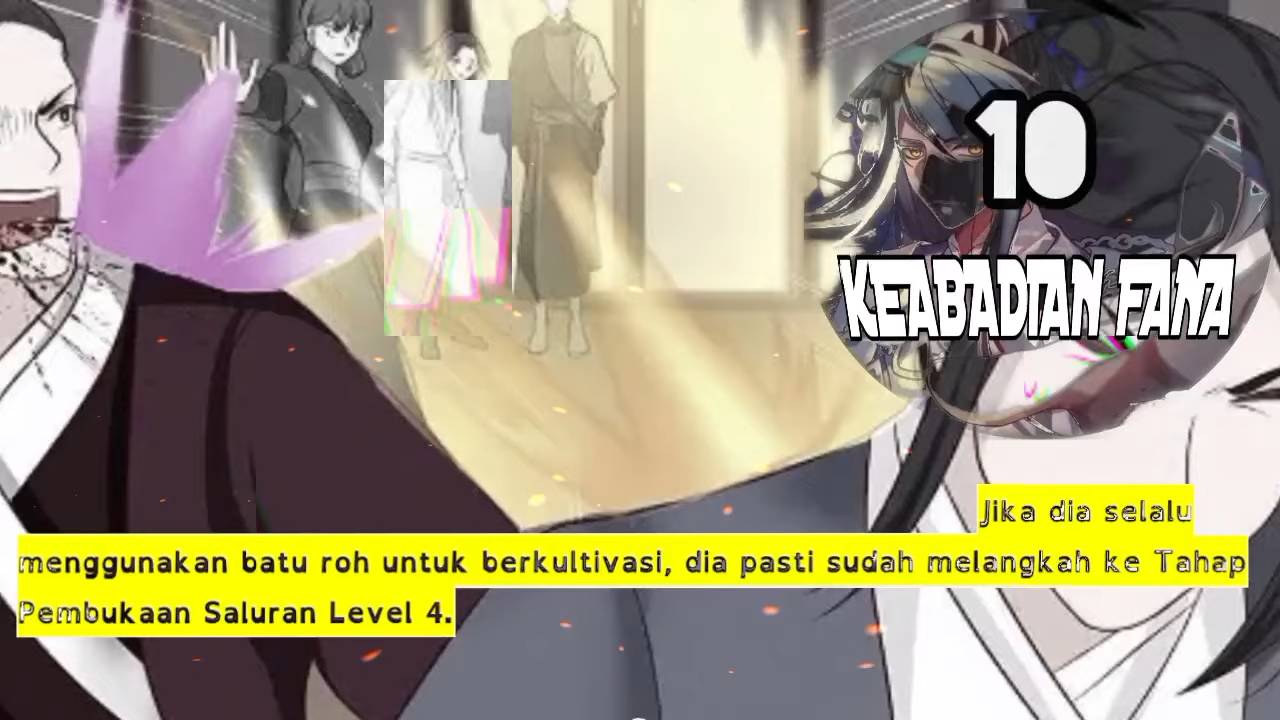 10
KEABADIAN FANA
Jika dia selalu
menggunakan batu roh untuk berkultivasi, dia pasti sudah melangkah ke Tahap
Pembukaan Saluran Level 4.